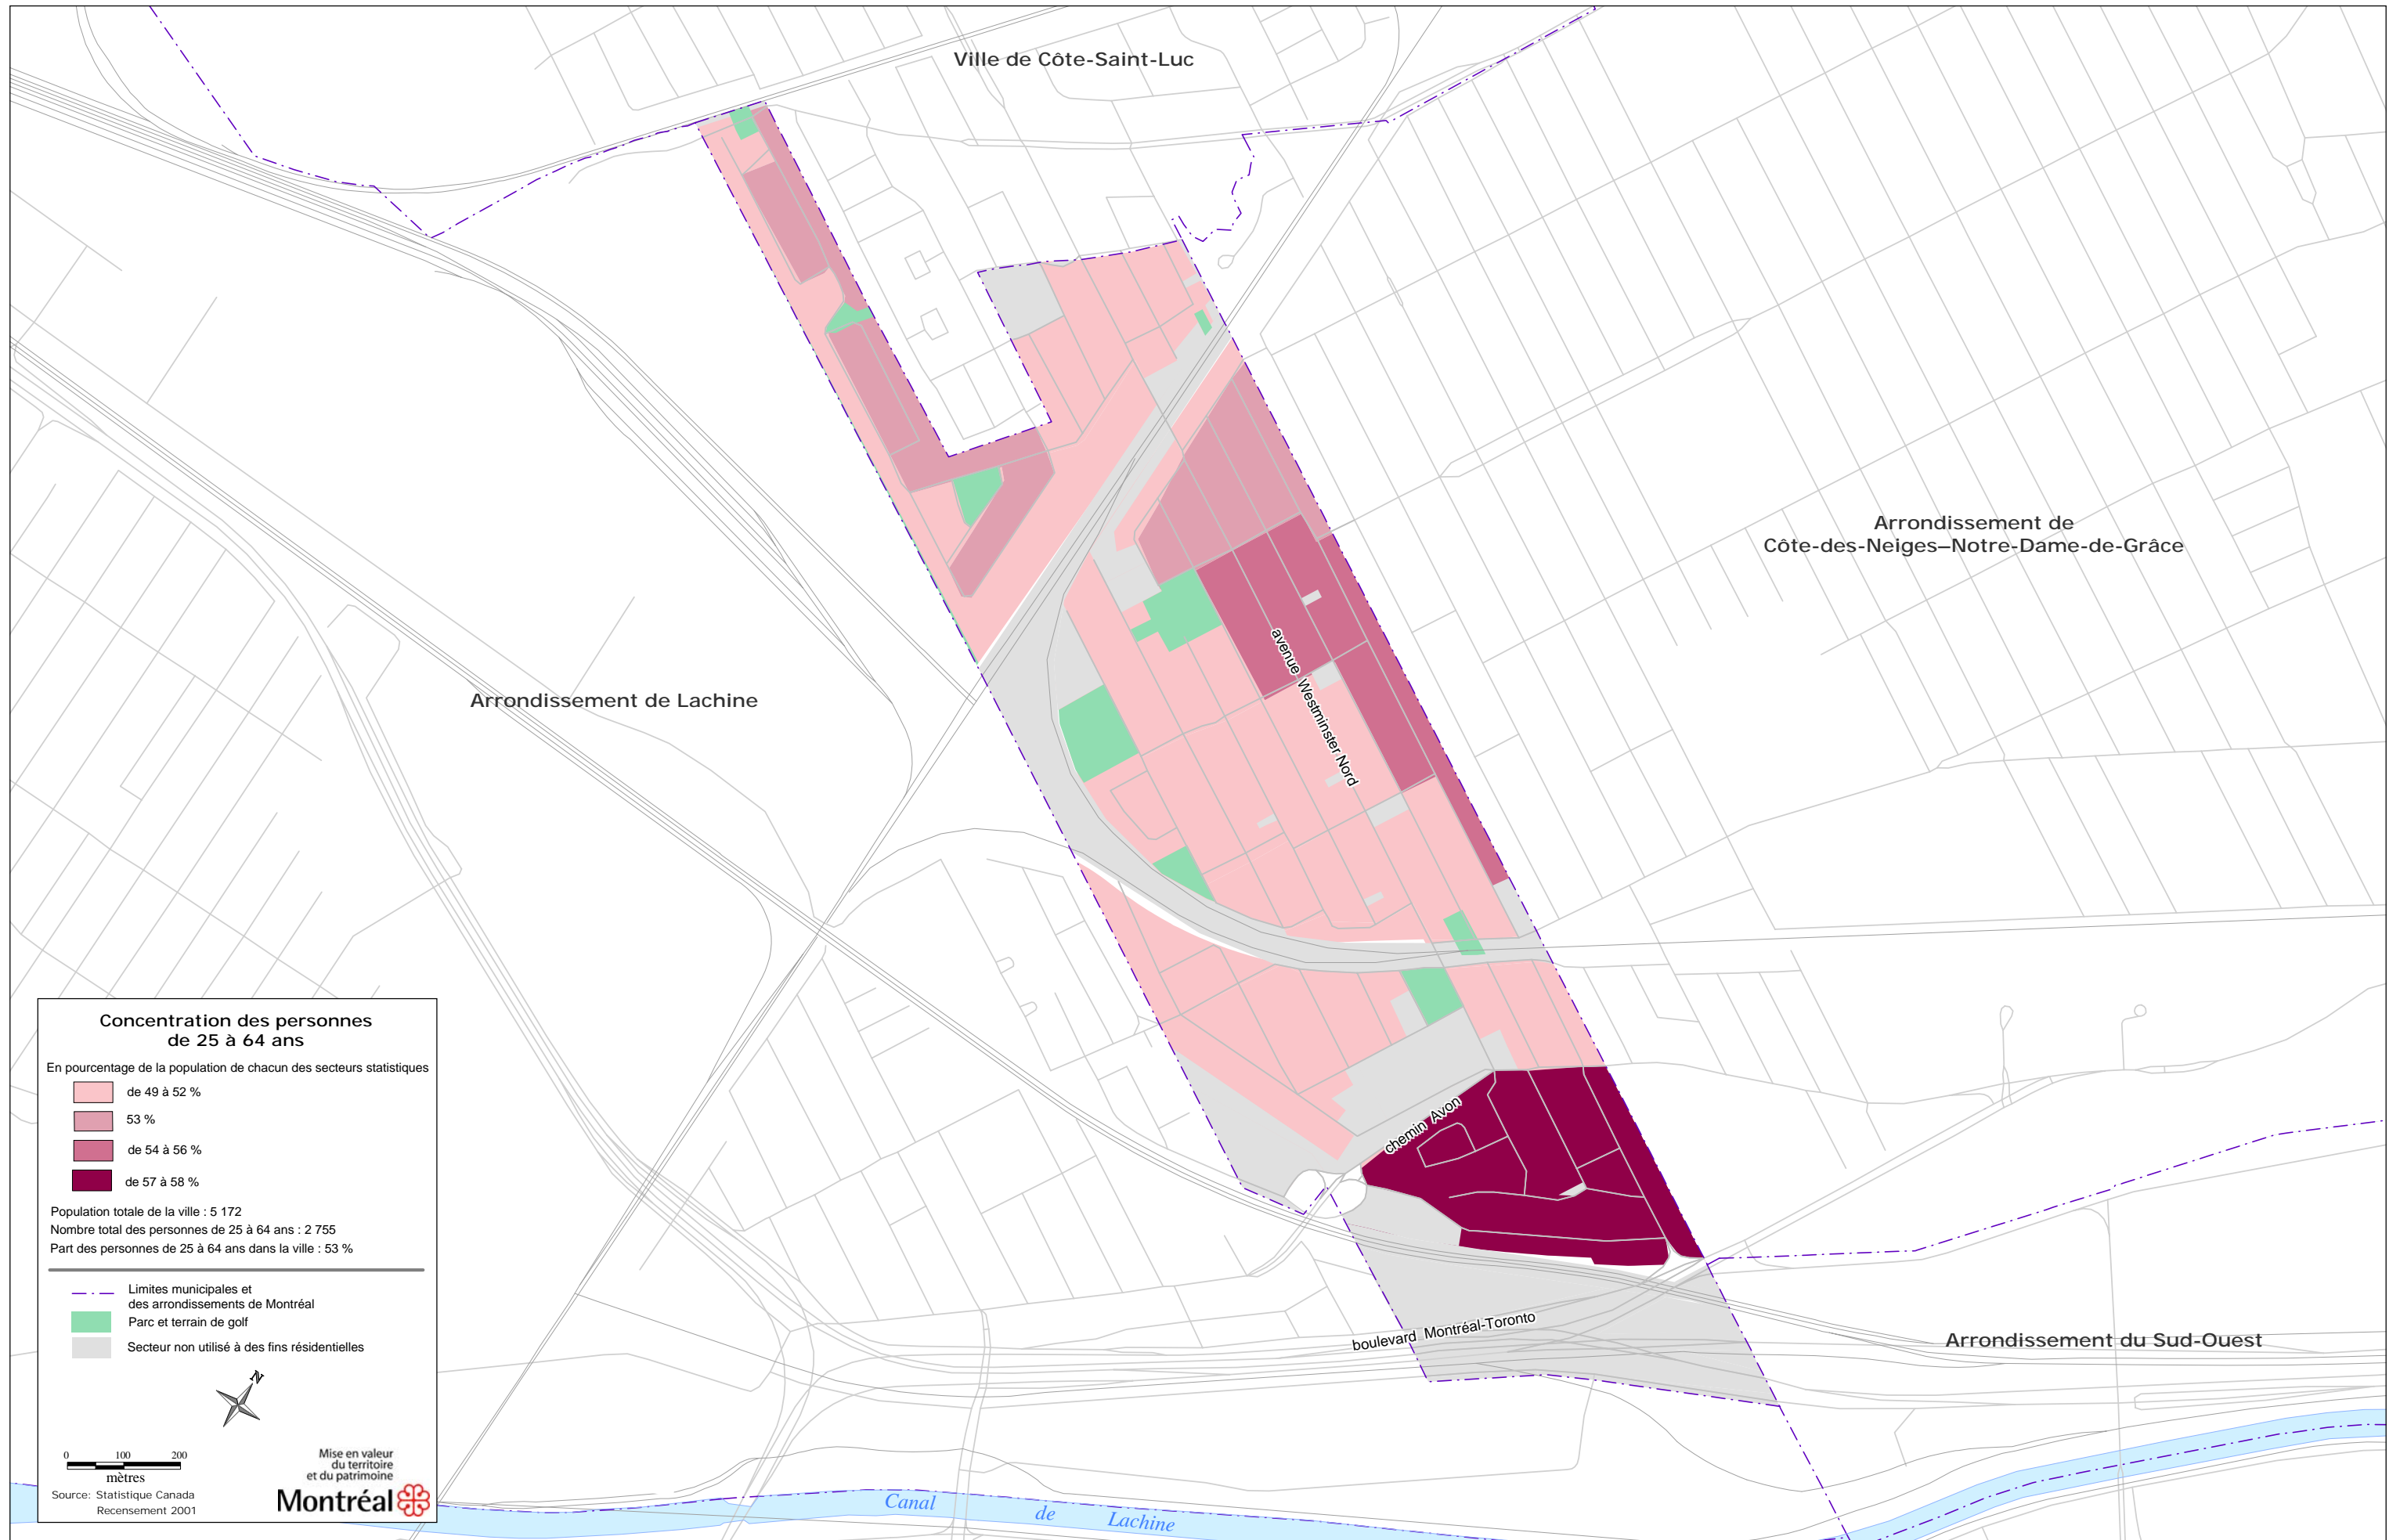 Ville de Côte-Saint-Luc
Arrondissement de
Côte-des-Neiges–Notre-Dame-de-Grâce
Arrondissement de Lachine
avenue Westminster Nord
chemin Avon
boulevard Montréal-Toronto
Arrondissement du Sud-Ouest
Canal de Lachine
Concentration des personnes
de 25 à 64 ans
En pourcentage de la population de chacun des secteurs statistiques
de 49 à 52 %
53 %
de 54 à 56 %
de 57 à 58 %
Population totale de la ville : 5 172
Nombre total des personnes de 25 à 64 ans : 2 755
Part des personnes de 25 à 64 ans dans la ville : 53 %
Limites municipales et
des arrondissements de Montréal
Parc et terrain de golf
Secteur non utilisé à des fins résidentielles
N
0 100 200
mètres
Source: Statistique Canada
Recensement 2001
Mise en valeur
du territoire
et du patrimoine
Montréal